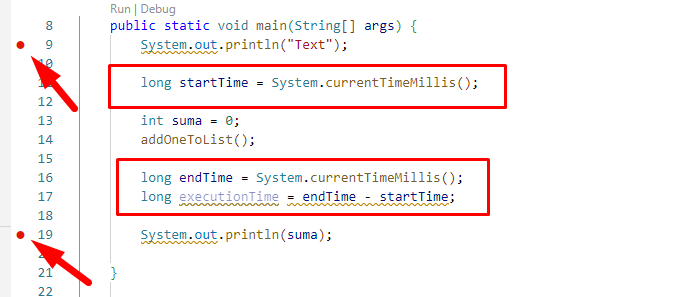 Run | Debug
8 public static void main(String[] args) {
9 System.out.println("Text");
10
11 long startTime = System.currentTimeMillis();
12
13 int suma = 0;
14 addOneToList();
15
16 long endTime = System.currentTimeMillis();
17 long executionTime = endTime - startTime;
18
19 System.out.println(suma);
20
21 }
22